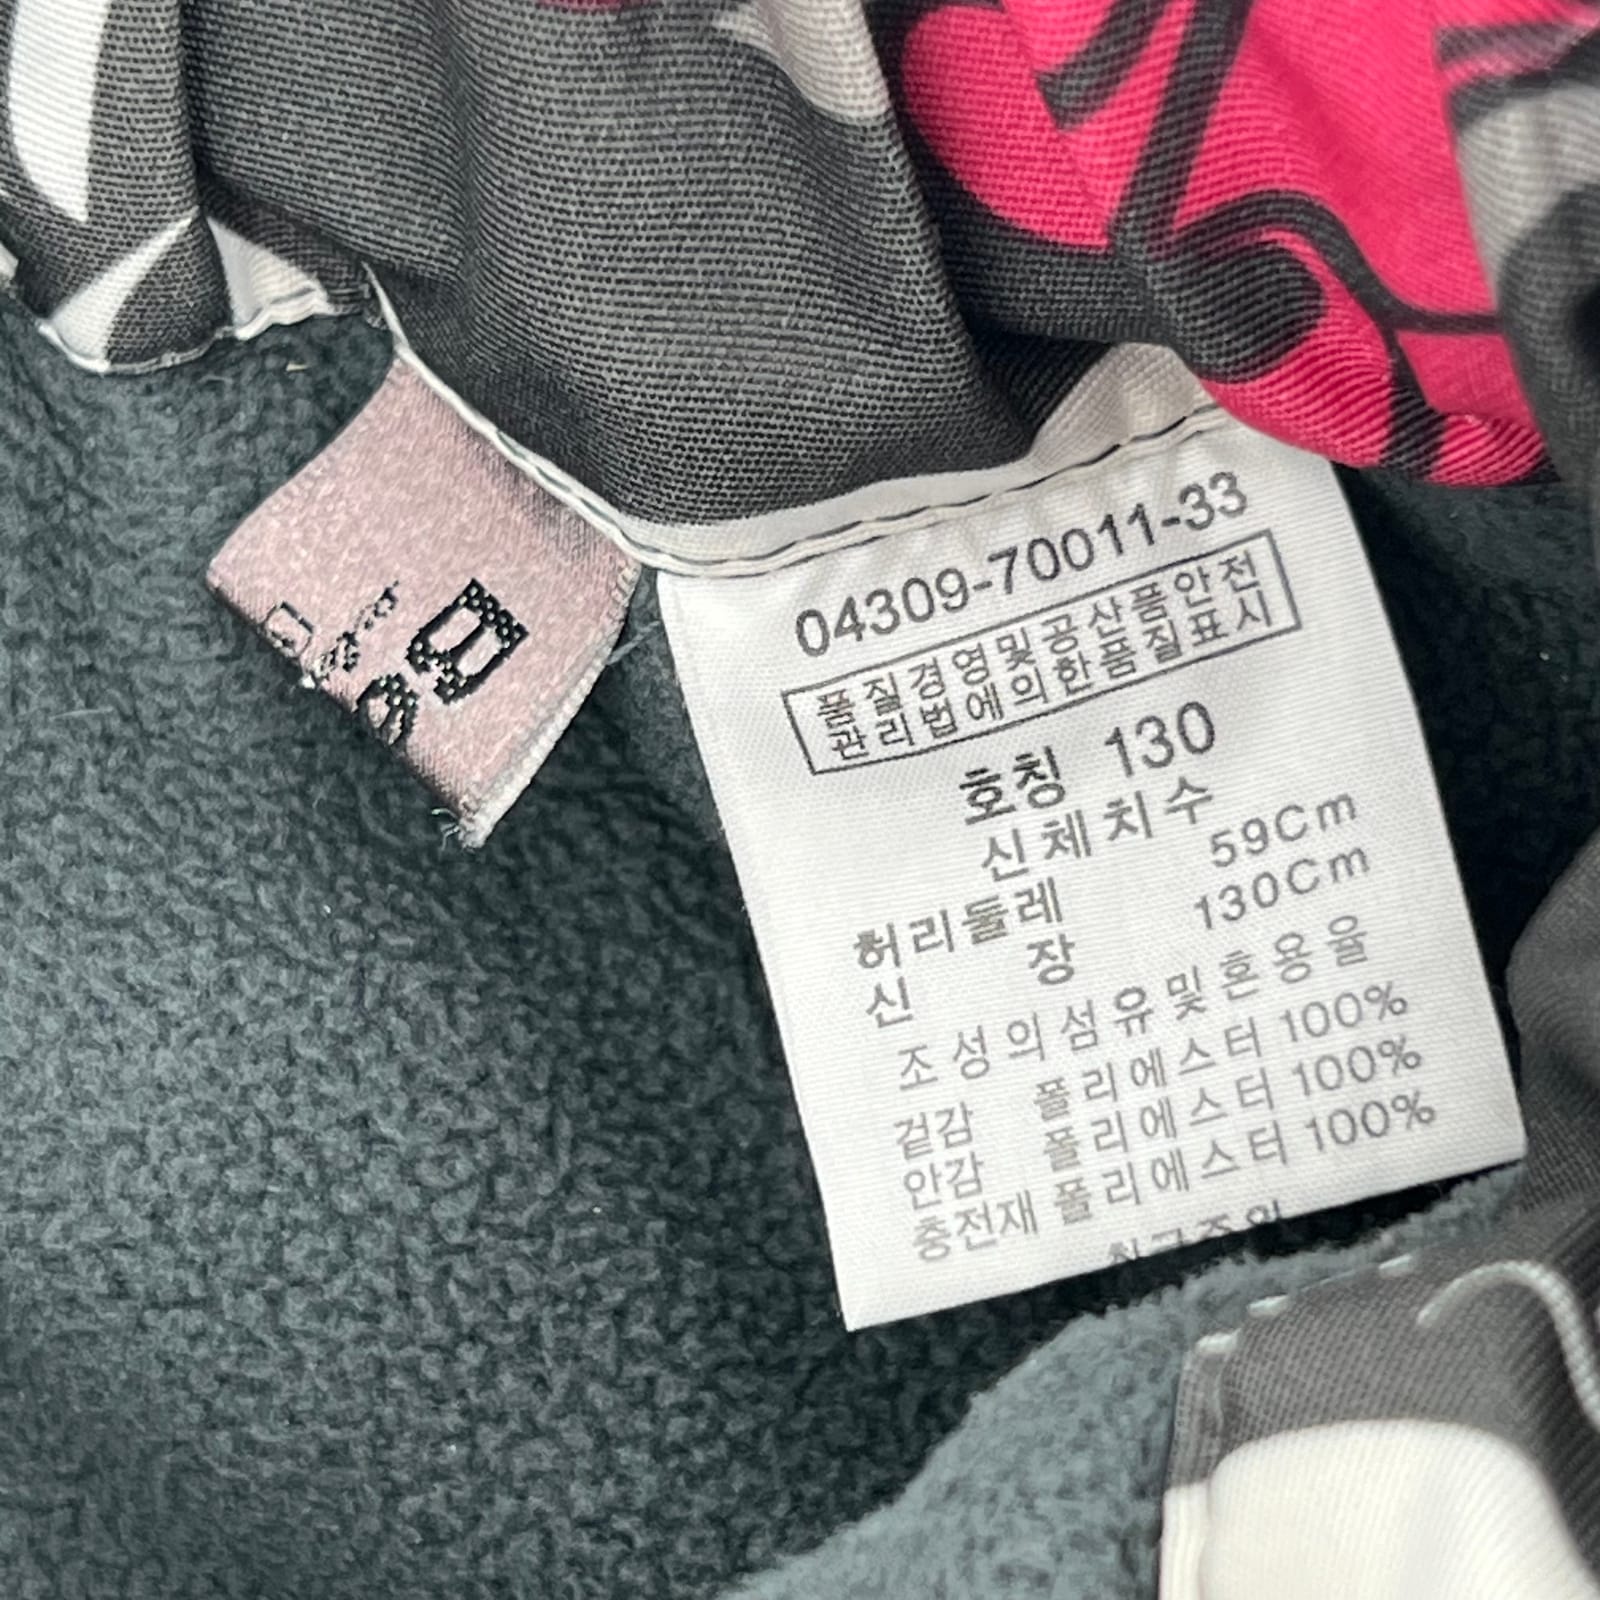 04309-70011-33
품질경영및공산품안전
관리법에의한품질표시
호칭 130
신체치수
허리둘레 59Cm
신장 130Cm
조성의섬유및혼용율
겉감 폴리에스터 100%
안감 폴리에스터 100%
충전재 폴리에스터 100%